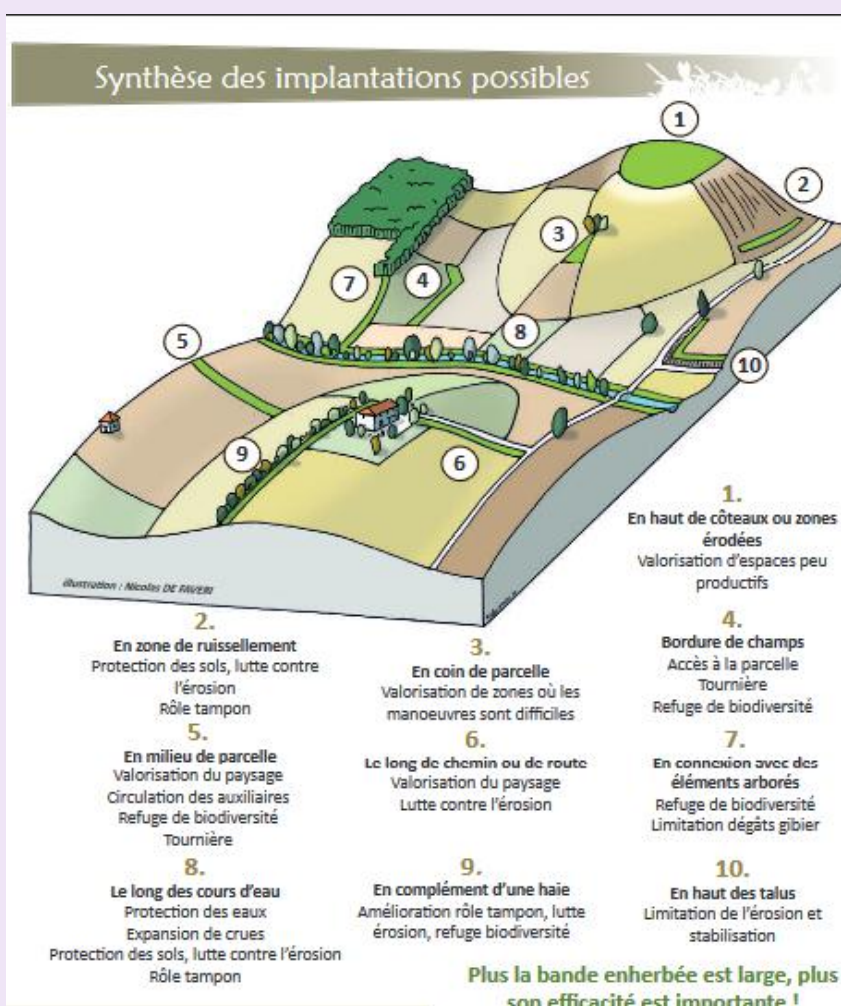 Synthèse des implantations possibles
1
2
3
4
7
8
5
10
9
6
illustration : Nicolas DE FAVERI
1.
En haut de côteaux ou zones
érodées
Valorisation d'espaces peu
productifs
2.
En zone de ruissellement
Protection des sols, lutte contre
l'érosion
Rôle tampon
3.
En coin de parcelle
Valorisation de zones où les
manoeuvres sont difficiles
4.
Bordure de champs
Accès à la parcelle
Tournière
Refuge de biodiversité
5.
En milieu de parcelle
Valorisation du paysage
Circulation des auxiliaires
Refuge de biodiversité
Tournière
6.
Le long de chemin ou de route
Valorisation du paysage
Lutte contre l'érosion
7.
En connexion avec des
éléments arborés
Refuge de biodiversité
Limitation dégâts gibier
8.
Le long des cours d'eau
Protection des eaux
Expansion de crues
Protection des sols, lutte contre l'érosion
Rôle tampon
9.
En complément d'une haie
Amélioration rôle tampon, lutte
érosion, refuge biodiversité
10.
En haut des talus
Limitation de l'érosion et
stabilisation
Plus la bande enherbée est large, plus
son efficacité est importante !